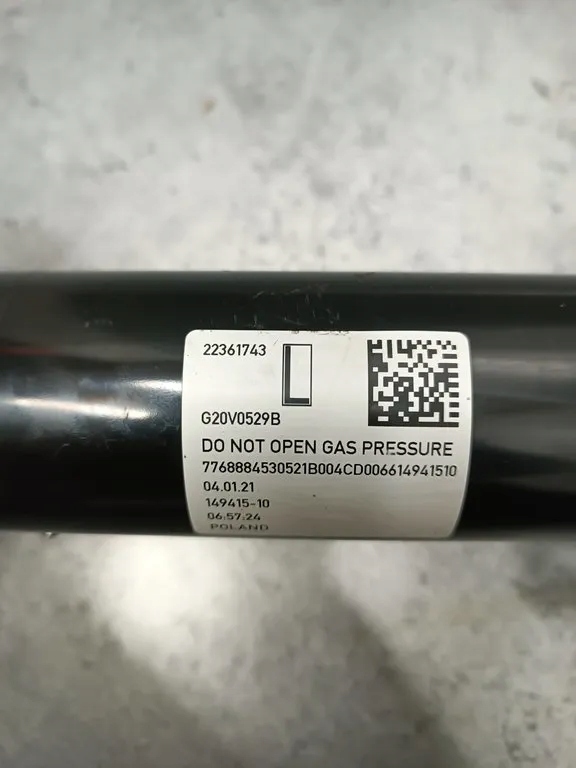 22361743
L
G20V0529B
DO NOT OPEN GAS PRESSURE
7768884530521B004CD006614941510
04.01.21
149415-10
06:57:24
POLAND